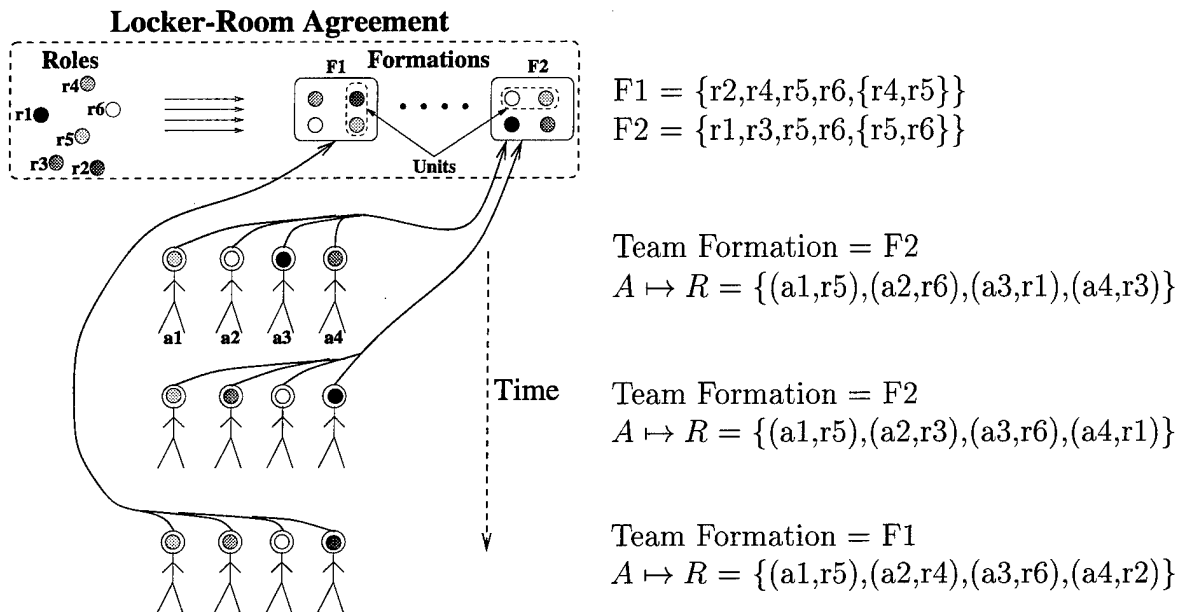 Locker-Room Agreement
Roles
Formations
F1
F2
r4
r1
r6
r5
r3
r2
Units
F1 = {r2,r4,r5,r6,{r4,r5}}
F2 = {r1,r3,r5,r6,{r5,r6}}
a1 a2 a3 a4
Team Formation = F2
A ↦ R = {(a1,r5),(a2,r6),(a3,r1),(a4,r3)}
Time
Team Formation = F2
A ↦ R = {(a1,r5),(a2,r3),(a3,r6),(a4,r1)}
Team Formation = F1
A ↦ R = {(a1,r5),(a2,r4),(a3,r6),(a4,r2)}